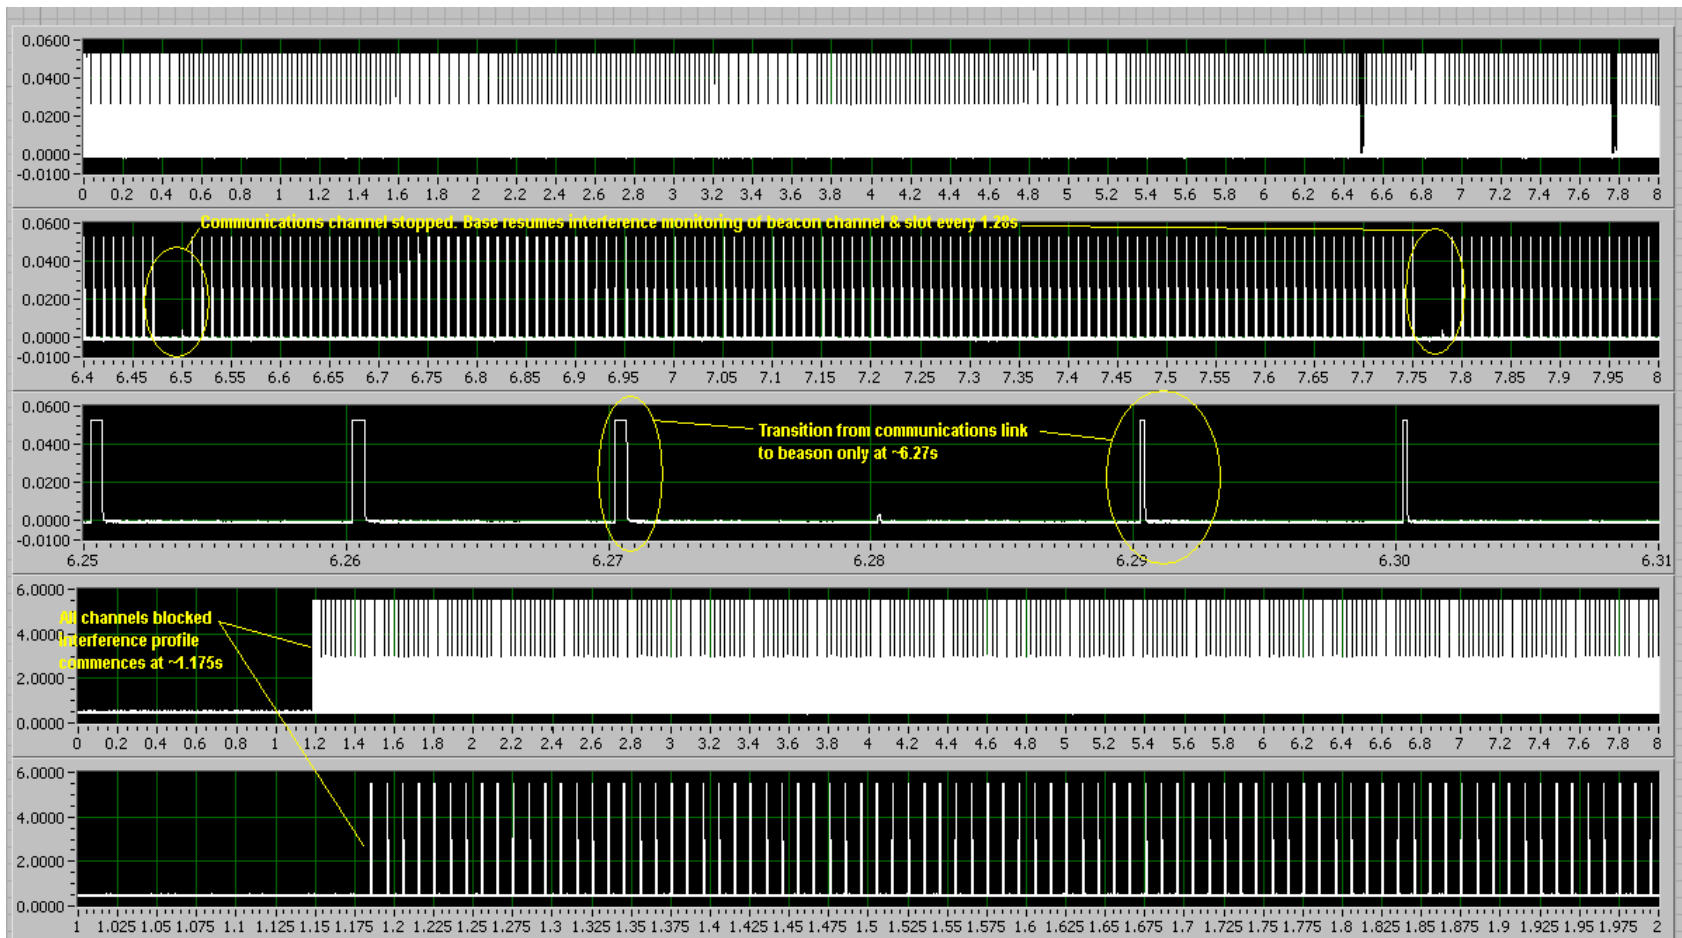 0.0600
0.0400
0.0200
0.0000
-0.0100
0 0.2 0.4 0.6 0.8 1 1.2 1.4 1.6 1.8 2 2.2 2.4 2.6 2.8 3 3.2 3.4 3.6 3.8 4 4.2 4.4 4.6 4.8 5 5.2 5.4 5.6 5.8 6 6.2 6.4 6.6 6.8 7 7.2 7.4 7.6 7.8 8
Communications channel stopped. Base resumes interference monitoring of beacon channel & slot every 1.28s
0.0600
0.0400
0.0200
0.0000
-0.0100
6.4 6.45 6.5 6.55 6.6 6.65 6.7 6.75 6.8 6.85 6.9 6.95 7 7.05 7.1 7.15 7.2 7.25 7.3 7.35 7.4 7.45 7.5 7.55 7.6 7.65 7.7 7.75 7.8 7.85 7.9 7.95 8
0.0600
0.0400
0.0200
0.0000
-0.0100
Transition from communications link
to beason only at ~6.27s
6.25 6.26 6.27 6.28 6.29 6.30 6.31
6.0000
4.0000
2.0000
0.0000
All channels blocked
interference profile
commences at ~1.175s
0 0.2 0.4 0.6 0.8 1 1.2 1.4 1.6 1.8 2 2.2 2.4 2.6 2.8 3 3.2 3.4 3.6 3.8 4 4.2 4.4 4.6 4.8 5 5.2 5.4 5.6 5.8 6 6.2 6.4 6.6 6.8 7 7.2 7.4 7.6 7.8 8
6.0000
4.0000
2.0000
0.0000
1 1.025 1.05 1.075 1.1 1.125 1.15 1.175 1.2 1.225 1.25 1.275 1.3 1.325 1.35 1.375 1.4 1.425 1.45 1.475 1.5 1.525 1.55 1.575 1.6 1.625 1.65 1.675 1.7 1.725 1.75 1.775 1.8 1.825 1.85 1.875 1.9 1.925 1.95 1.975 2